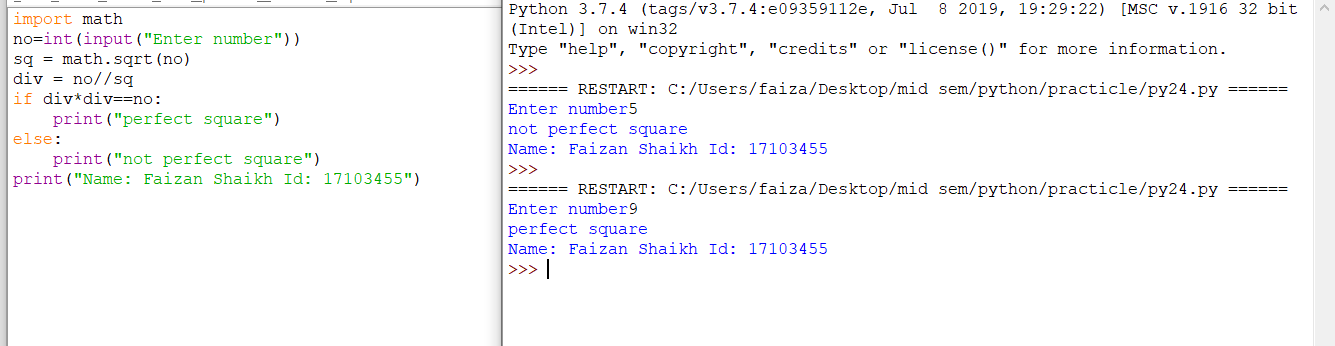 import math
no=int(input("Enter number"))
sq = math.sqrt(no)
div = no//sq
if div*div==no:
    print("perfect square")
else:
    print("not perfect square")
print("Name: Faizan Shaikh Id: 17103455")
Python 3.7.4 (tags/v3.7.4:e09359112e, Jul  8 2019, 19:29:22) [MSC v.1916 32 bit
(Intel)] on win32
Type "help", "copyright", "credits" or "license()" for more information.
>>>
====== RESTART: C:/Users/faiza/Desktop/mid sem/python/practicle/py24.py ======
Enter number5
not perfect square
Name: Faizan Shaikh Id: 17103455
>>>
====== RESTART: C:/Users/faiza/Desktop/mid sem/python/practicle/py24.py ======
Enter number9
perfect square
Name: Faizan Shaikh Id: 17103455
>>>